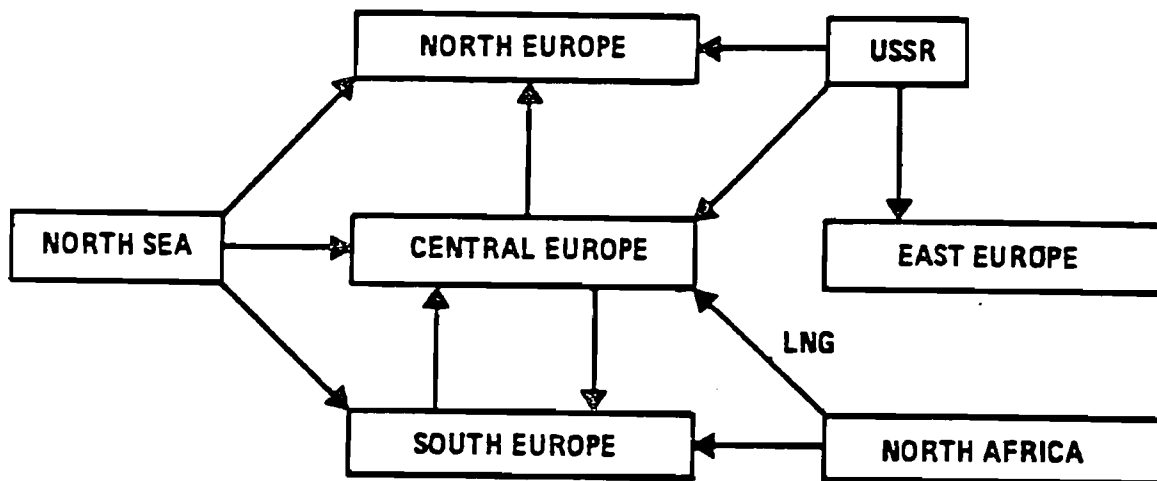 NORTH EUROPE
USSR
NORTH SEA
CENTRAL EUROPE
EAST EUROPE
LNG
SOUTH EUROPE
NORTH AFRICA